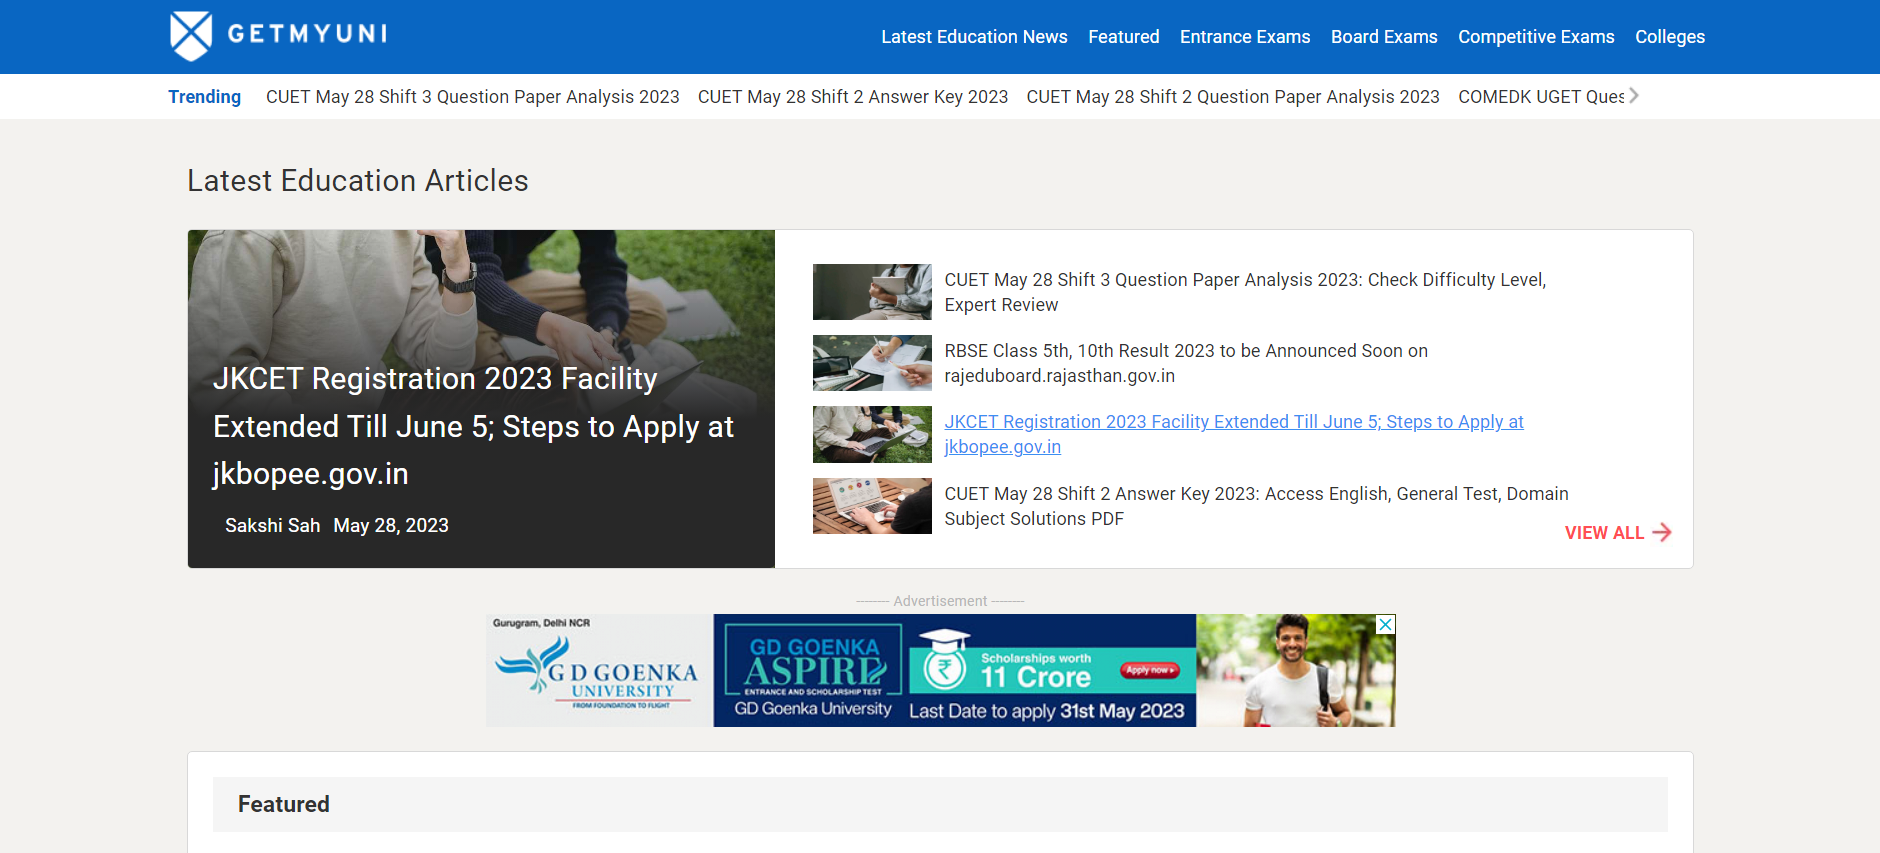 GETMYUNI
Latest Education News Featured Entrance Exams Board Exams Competitive Exams Colleges
Trending CUET May 28 Shift 3 Question Paper Analysis 2023 CUET May 28 Shift 2 Answer Key 2023 CUET May 28 Shift 2 Question Paper Analysis 2023 COMEDK UGET Ques
Latest Education Articles
JKCET Registration 2023 Facility
Extended Till June 5; Steps to Apply at
jkbopee.gov.in
Sakshi Sah May 28, 2023
CUET May 28 Shift 3 Question Paper Analysis 2023: Check Difficulty Level,
Expert Review
RBSE Class 5th, 10th Result 2023 to be Announced Soon on
rajeduboard.rajasthan.gov.in
JKCET Registration 2023 Facility Extended Till June 5; Steps to Apply at
jkbopee.gov.in
CUET May 28 Shift 2 Answer Key 2023: Access English, General Test, Domain
Subject Solutions PDF
VIEW ALL
-------- Advertisement --------
Gurugram, Delhi NCR
G D GOENKA
UNIVERSITY
FROM FOUNDATION TO FLIGHT
GD GOENKA
ASPIRE
ENTRANCE AND SCHOLARSHIP TEST
GD Goenka University
₹
Scholarships worth
11 Crore
Apply now
Last Date to apply 31st May 2023
Featured